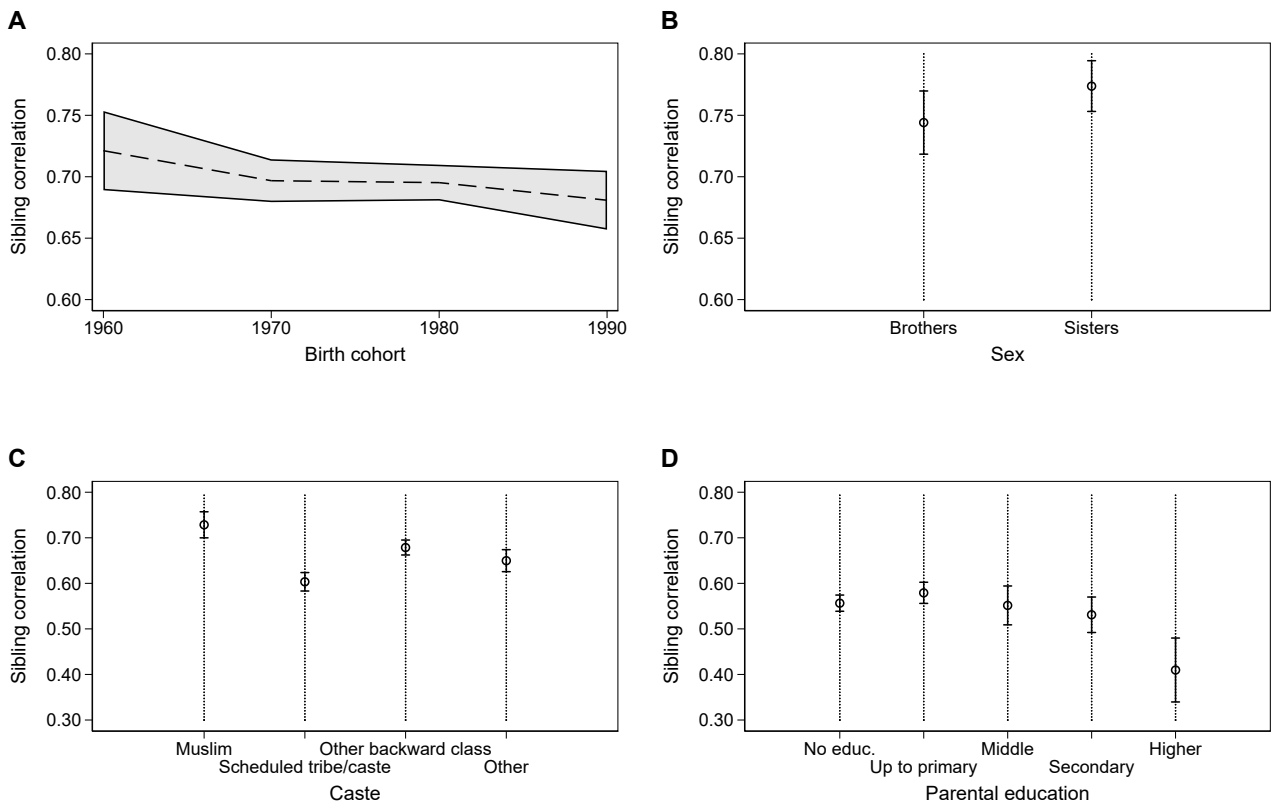 A
Sibling correlation
0.80
0.75
0.70
0.65
0.60
1960 1970 1980 1990
Birth cohort
B
Sibling correlation
0.80
0.75
0.70
0.65
0.60
Brothers Sisters
Sex
C
Sibling correlation
0.80
0.70
0.60
0.50
0.40
0.30
Muslim Other backward class
Scheduled tribe/caste Other
Caste
D
Sibling correlation
0.80
0.70
0.60
0.50
0.40
0.30
No educ. Middle Higher
Up to primary Secondary
Parental education